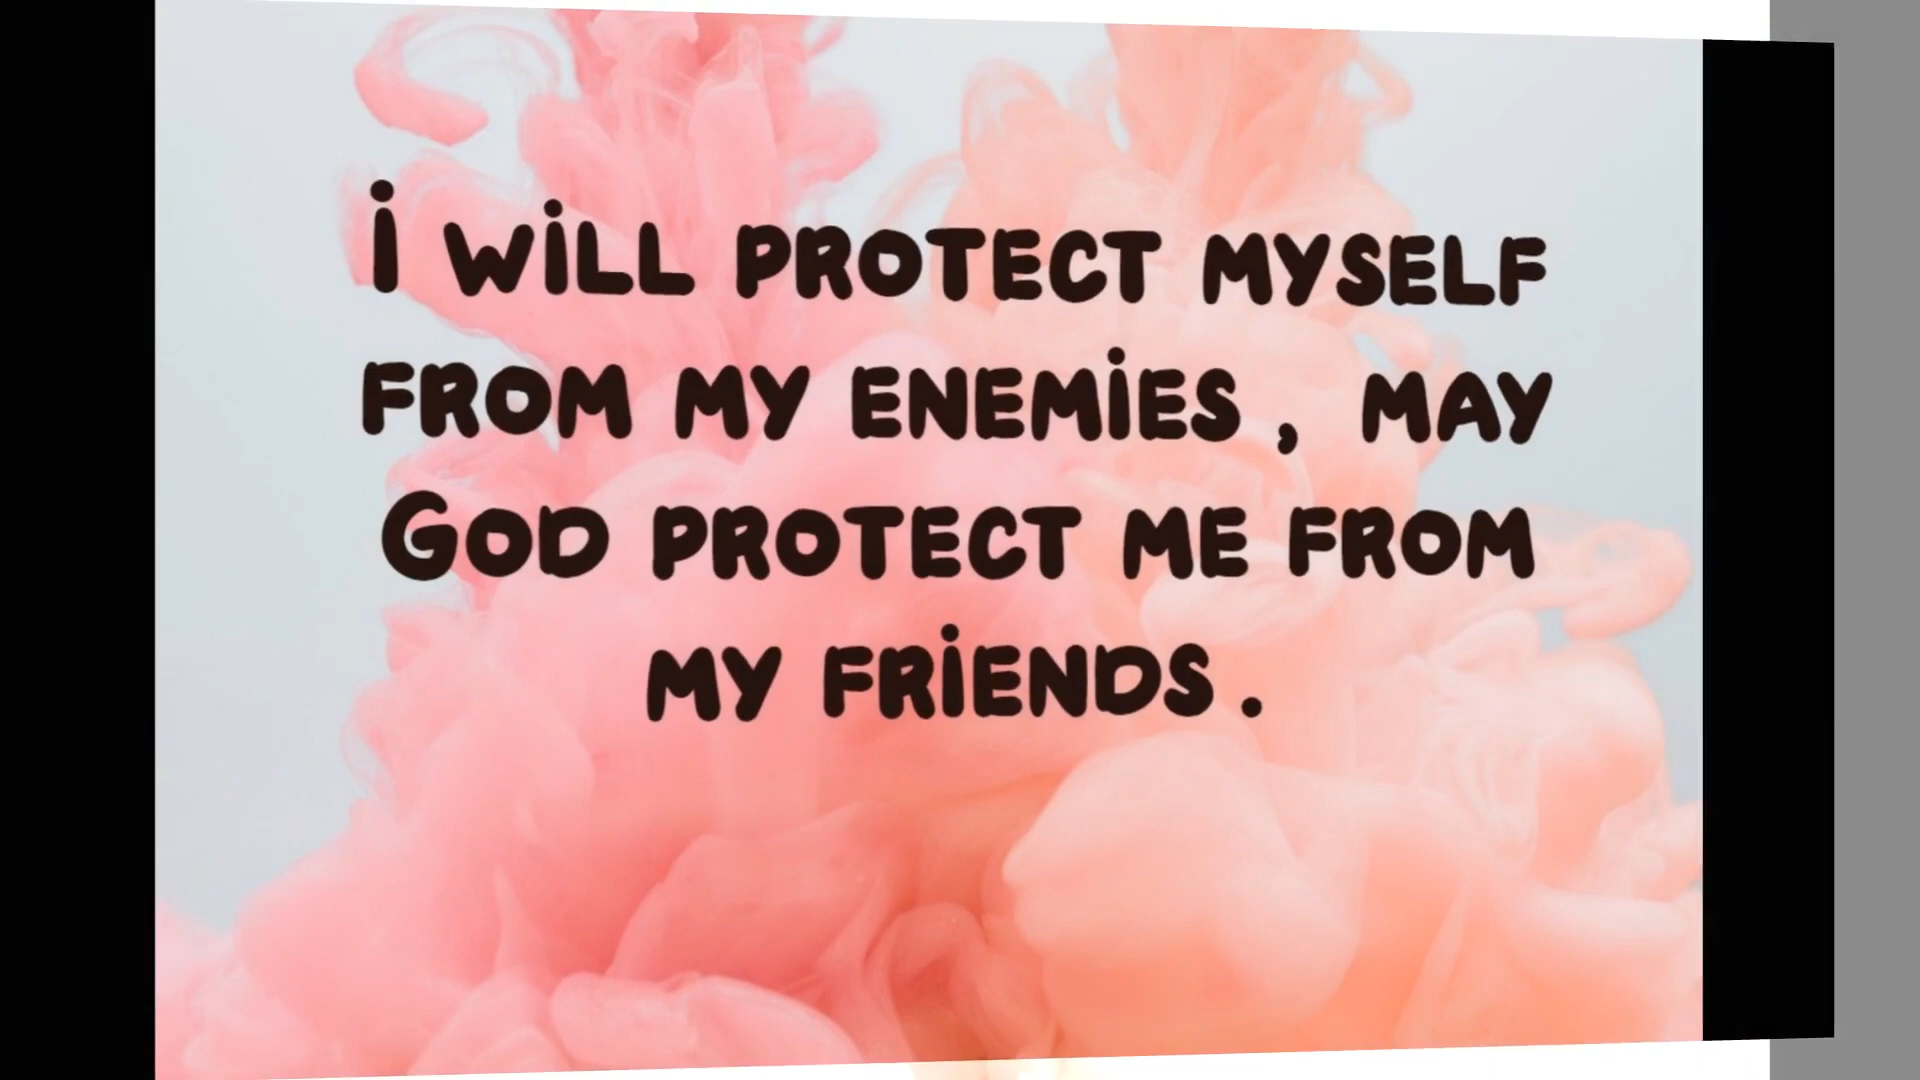 i WiLL PROTECT MYSELF
FROM MY ENEMiES , MAY
GOD PROTECT ME FROM
MY FRiENDS .